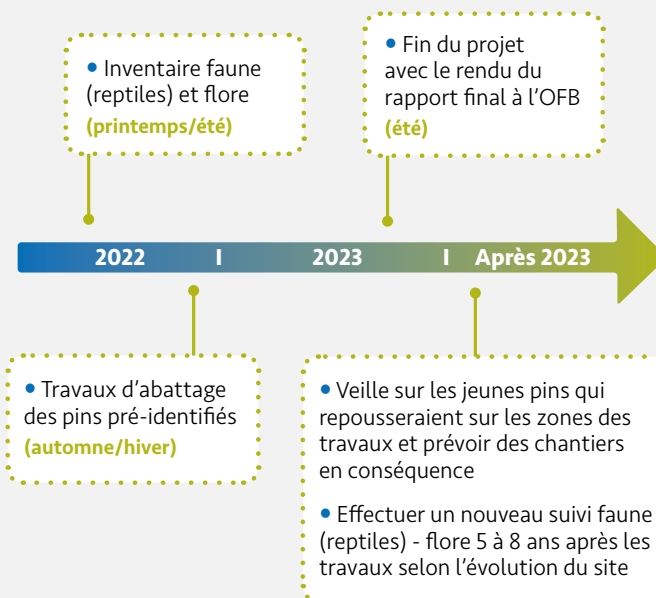 • Inventaire faune
(reptiles) et flore
(printemps/été)
• Fin du projet
avec le rendu du
rapport final à l'OFB
(été)
2022 I 2023 I Après 2023
• Travaux d'abattage
des pins pré-identifiés
(automne/hiver)
• Veille sur les jeunes pins qui
repousseraient sur les zones des
travaux et prévoir des chantiers
en conséquence
• Effectuer un nouveau suivi faune
(reptiles) - flore 5 à 8 ans après les
travaux selon l'évolution du site